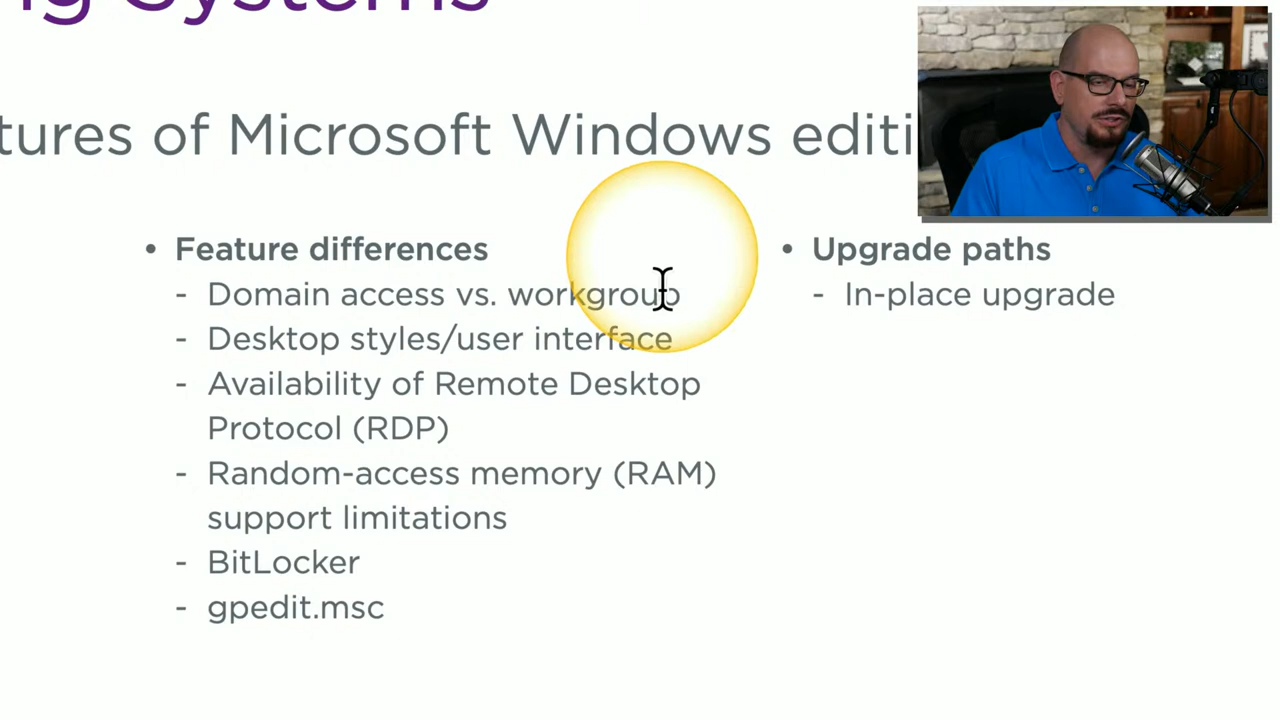 ng Systems
tures of Microsoft Windows editi
• Feature differences
- Domain access vs. workgroup
- Desktop styles/user interface
- Availability of Remote Desktop
Protocol (RDP)
- Random-access memory (RAM)
support limitations
- BitLocker
- gpedit.msc
• Upgrade paths
- In-place upgrade